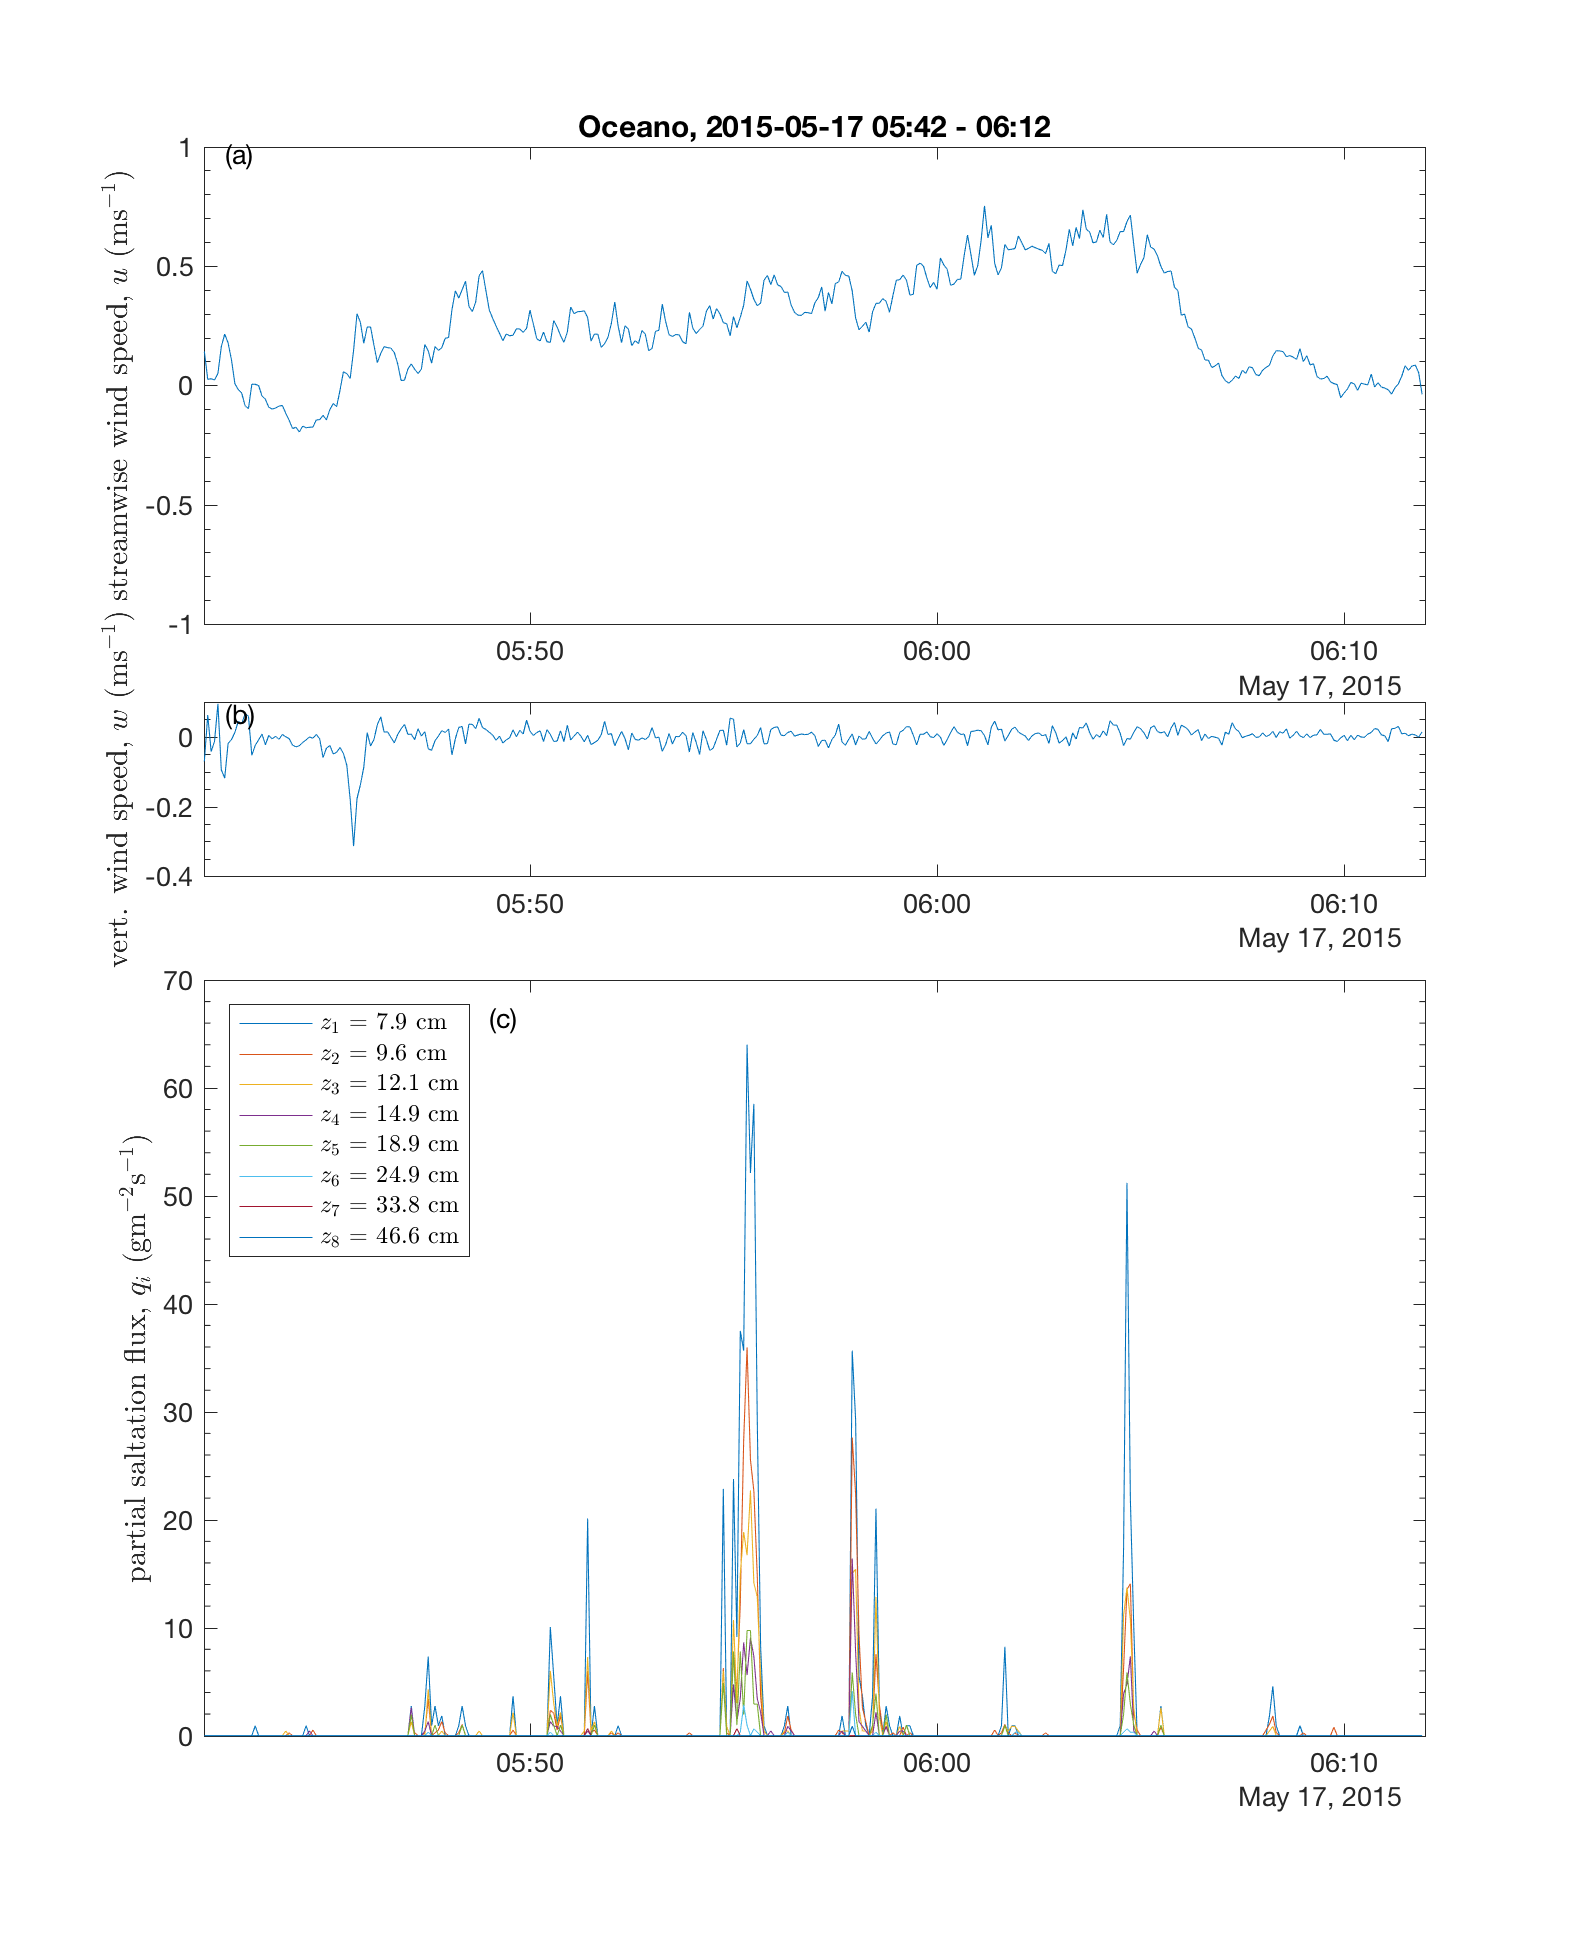 Oceano, 2015-05-17 05:42 - 06:12
(a)
streamwise wind speed, u (ms⁻¹)
1
0.5
0
-0.5
-1
05:50 06:00 06:10
May 17, 2015
(b)
vert. wind speed, w (ms⁻¹)
0
-0.2
-0.4
05:50 06:00 06:10
May 17, 2015
(c)
partial saltation flux, qᵢ (gm⁻²s⁻¹)
70
60
50
40
30
20
10
0
z₁ = 7.9 cm
z₂ = 9.6 cm
z₃ = 12.1 cm
z₄ = 14.9 cm
z₅ = 18.9 cm
z₆ = 24.9 cm
z₇ = 33.8 cm
z₈ = 46.6 cm
05:50 06:00 06:10
May 17, 2015